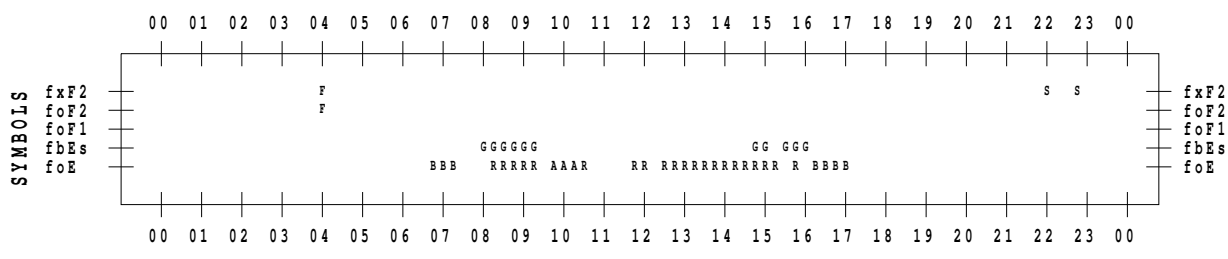 00 01 02 03 04 05 06 07 08 09 10 11 12 13 14 15 16 17 18 19 20 21 22 23 00
SYMBOLS
fxF2 F S S fxF2
foF2 F foF2
foF1 foF1
fbEs GGGGGG GG GGG fbEs
foE BBB RRRRR AAAR RR RRRRRRRRRRRR R BBBB foE
00 01 02 03 04 05 06 07 08 09 10 11 12 13 14 15 16 17 18 19 20 21 22 23 00